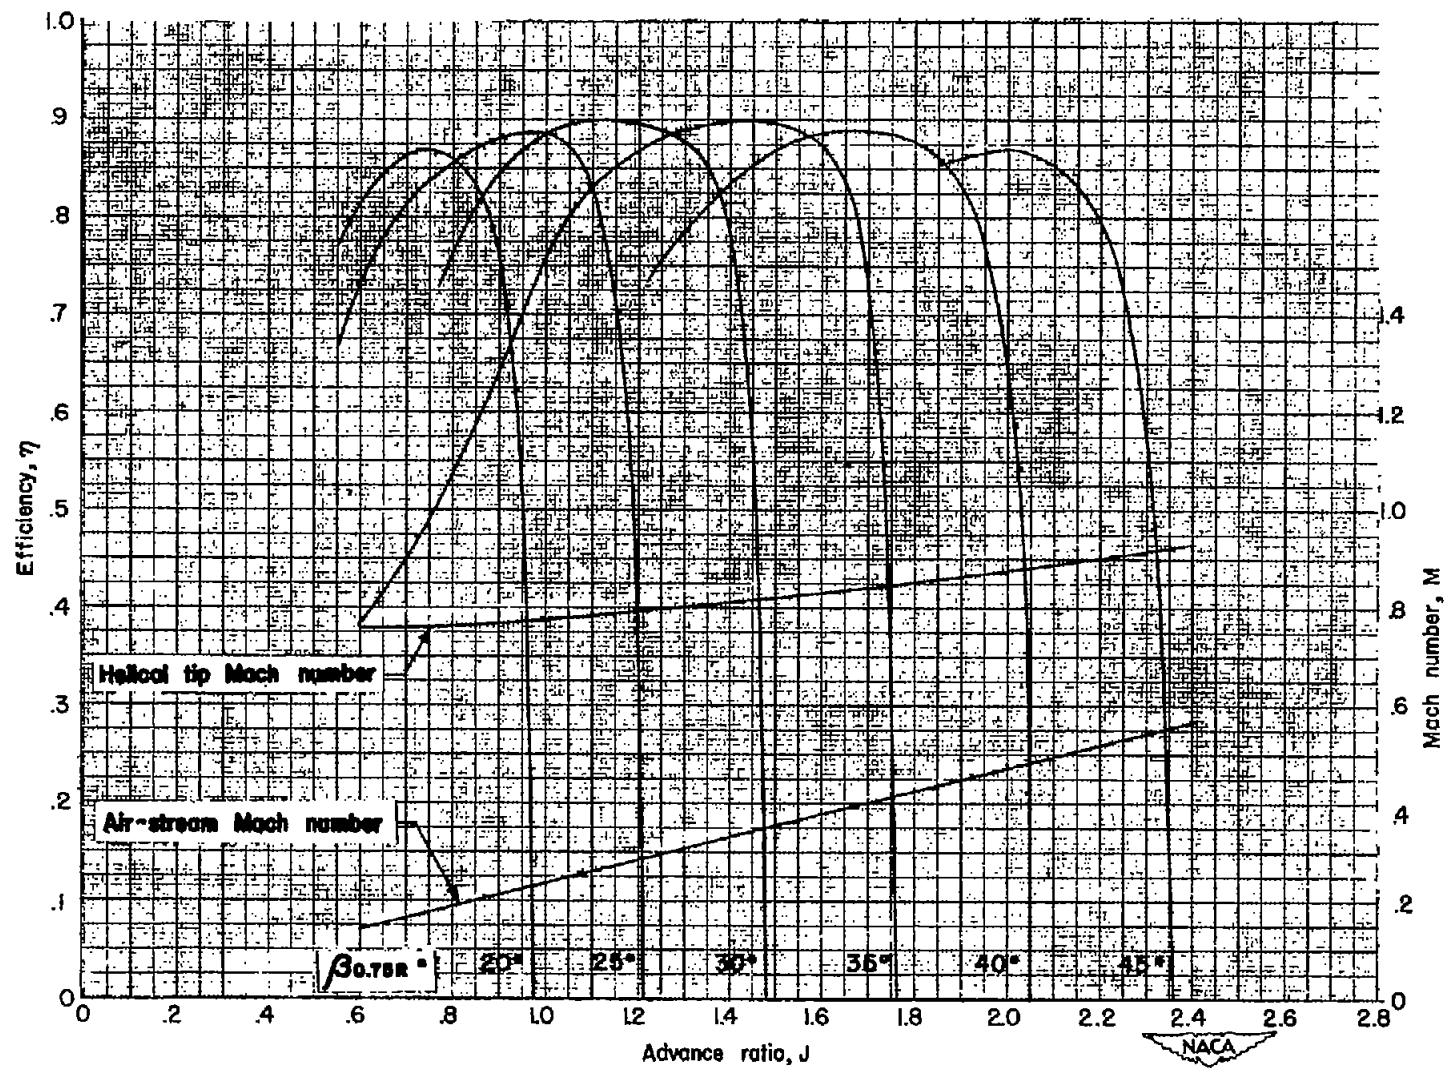 1.0
.9
.8
.7
.6
.5
.4
.3
.2
.1
0
Efficiency, η
1.4
1.2
1.0
.8
.6
.4
.2
0
Mach number, M
Helical tip Mach number
Air-stream Mach number
β0.75R = 20° 25° 30° 35° 40° 45°
0 .2 .4 .6 .8 1.0 1.2 1.4 1.6 1.8 2.0 2.2 2.4 2.6 2.8
Advance ratio, J
NACA